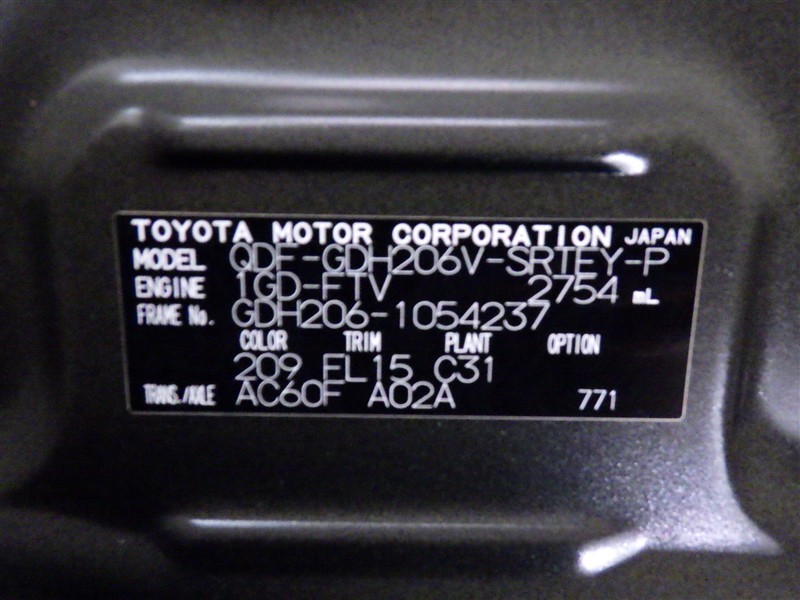 TOYOTA MOTOR CORPORATION JAPAN
MODEL QDF-GDH206V-SRTEY-P
ENGINE 1GD-FTV 2754 mL
FRAME No. GDH206-1054237
COLOR TRIM PLANT OPTION
209 FL15 C31
TRANS./AXLE AC60F A02A 771